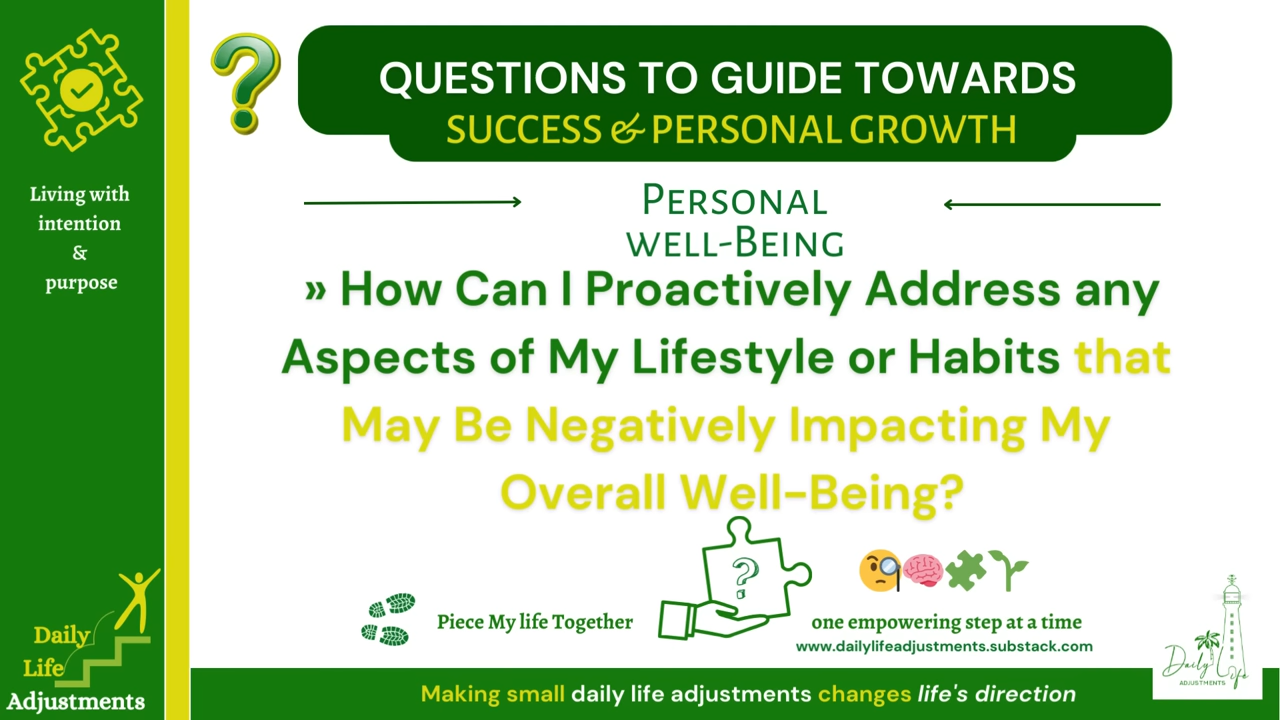 Living with
intention
&
purpose
Daily
Life
Adjustments
?
QUESTIONS TO GUIDE TOWARDS
SUCCESS & PERSONAL GROWTH
PERSONAL
WELL-BEING
» How Can I Proactively Address any
Aspects of My Lifestyle or Habits that
May Be Negatively Impacting My
Overall Well-Being?
?
Piece My life Together
one empowering step at a time
www.dailylifeadjustments.substack.com
Daily Life
ADJUSTMENTS
Making small daily life adjustments changes life's direction